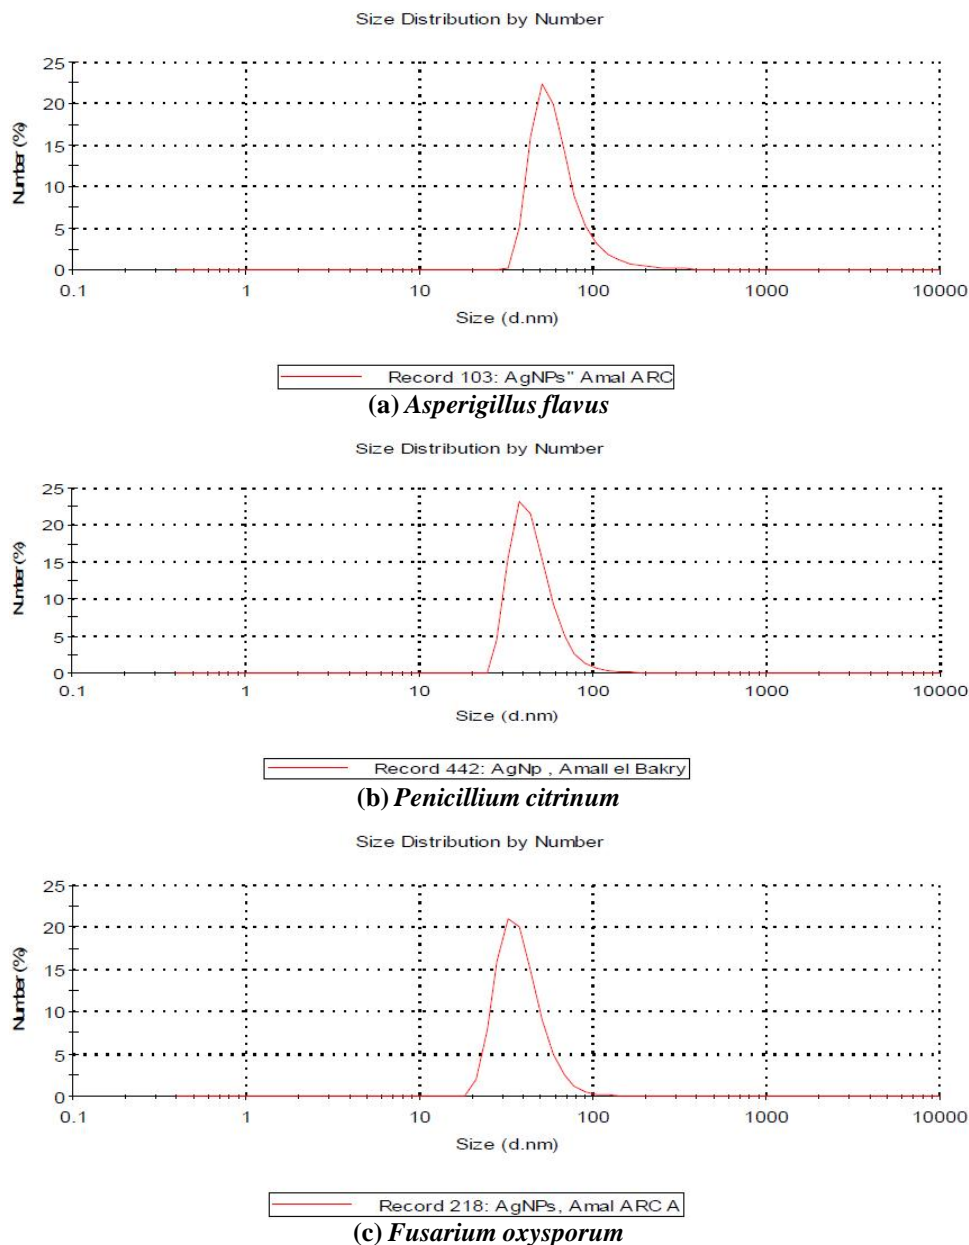 Size Distribution by Number
25
20
15
10
5
0
Number (%)
0.1 1 10 100 1000 10000
Size (d.nm)
Record 103: AgNPs" Amal ARC
(a) Asperigillus flavus
Size Distribution by Number
25
20
15
10
5
0
Number (%)
0.1 1 10 100 1000 10000
Size (d.nm)
Record 442: AgNp , Amall el Bakry
(b) Penicillium citrinum
Size Distribution by Number
25
20
15
10
5
0
Number (%)
0.1 1 10 100 1000 10000
Size (d.nm)
Record 218: AgNPs, Amal ARC A
(c) Fusarium oxysporum